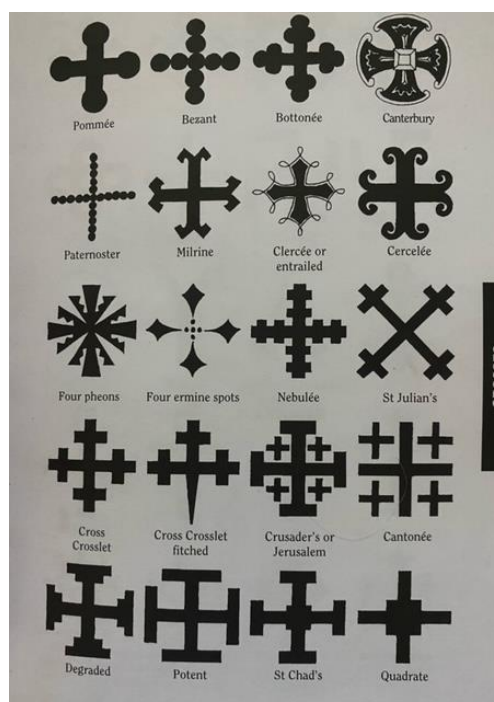 Pommée Bezant Bottonée Canterbury
Paternoster Milrine Clercée or entrailed Cercelée
Four pheons Four ermine spots Nebulée St Julian's
Cross Crosslet Cross Crosslet fitched Crusader's or Jerusalem Cantonée
Degraded Potent St Chad's Quadrate